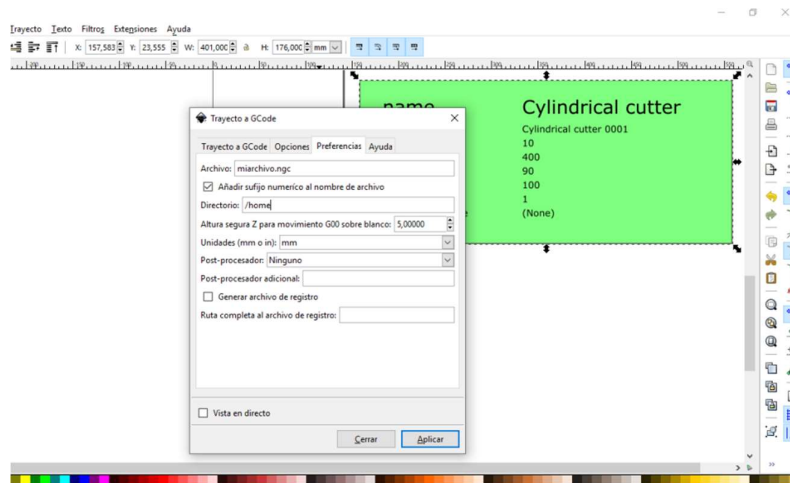 Trayecto Texto Filtros Extensiones Ayuda
X: 157,583 Y: 23,555 W: 401,000 H: 176,000 mm
name Cylindrical cutter
Cylindrical cutter 0001
10
400
90
100
1
(None)
Trayecto a GCode
Trayecto a GCode Opciones Preferencias Ayuda
Archivo: miarchivo.ngc
Añadir sufijo numeríco al nombre de archivo
Directorio: /home
Altura segura Z para movimiento G00 sobre blanco: 5,00000
Unidades (mm o in): mm
Post-procesador: Ninguno
Post-procesador adicional:
Generar archivo de registro
Ruta completa al archivo de registro:
Vista en directo
Cerrar Aplicar